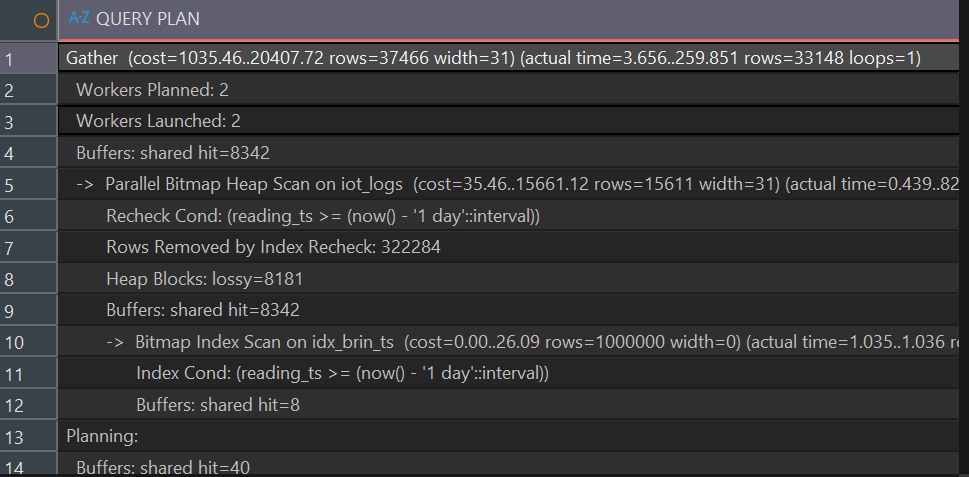 A-Z QUERY PLAN
1 Gather (cost=1035.46..20407.72 rows=37466 width=31) (actual time=3.656..259.851 rows=33148 loops=1)
2 Workers Planned: 2
3 Workers Launched: 2
4 Buffers: shared hit=8342
5 -> Parallel Bitmap Heap Scan on iot_logs (cost=35.46..15661.12 rows=15611 width=31) (actual time=0.439..82
6 Recheck Cond: (reading_ts >= (now() - '1 day'::interval))
7 Rows Removed by Index Recheck: 322284
8 Heap Blocks: lossy=8181
9 Buffers: shared hit=8342
10 -> Bitmap Index Scan on idx_brin_ts (cost=0.00..26.09 rows=1000000 width=0) (actual time=1.035..1.036 ro
11 Index Cond: (reading_ts >= (now() - '1 day'::interval))
12 Buffers: shared hit=8
13 Planning:
14 Buffers: shared hit=40